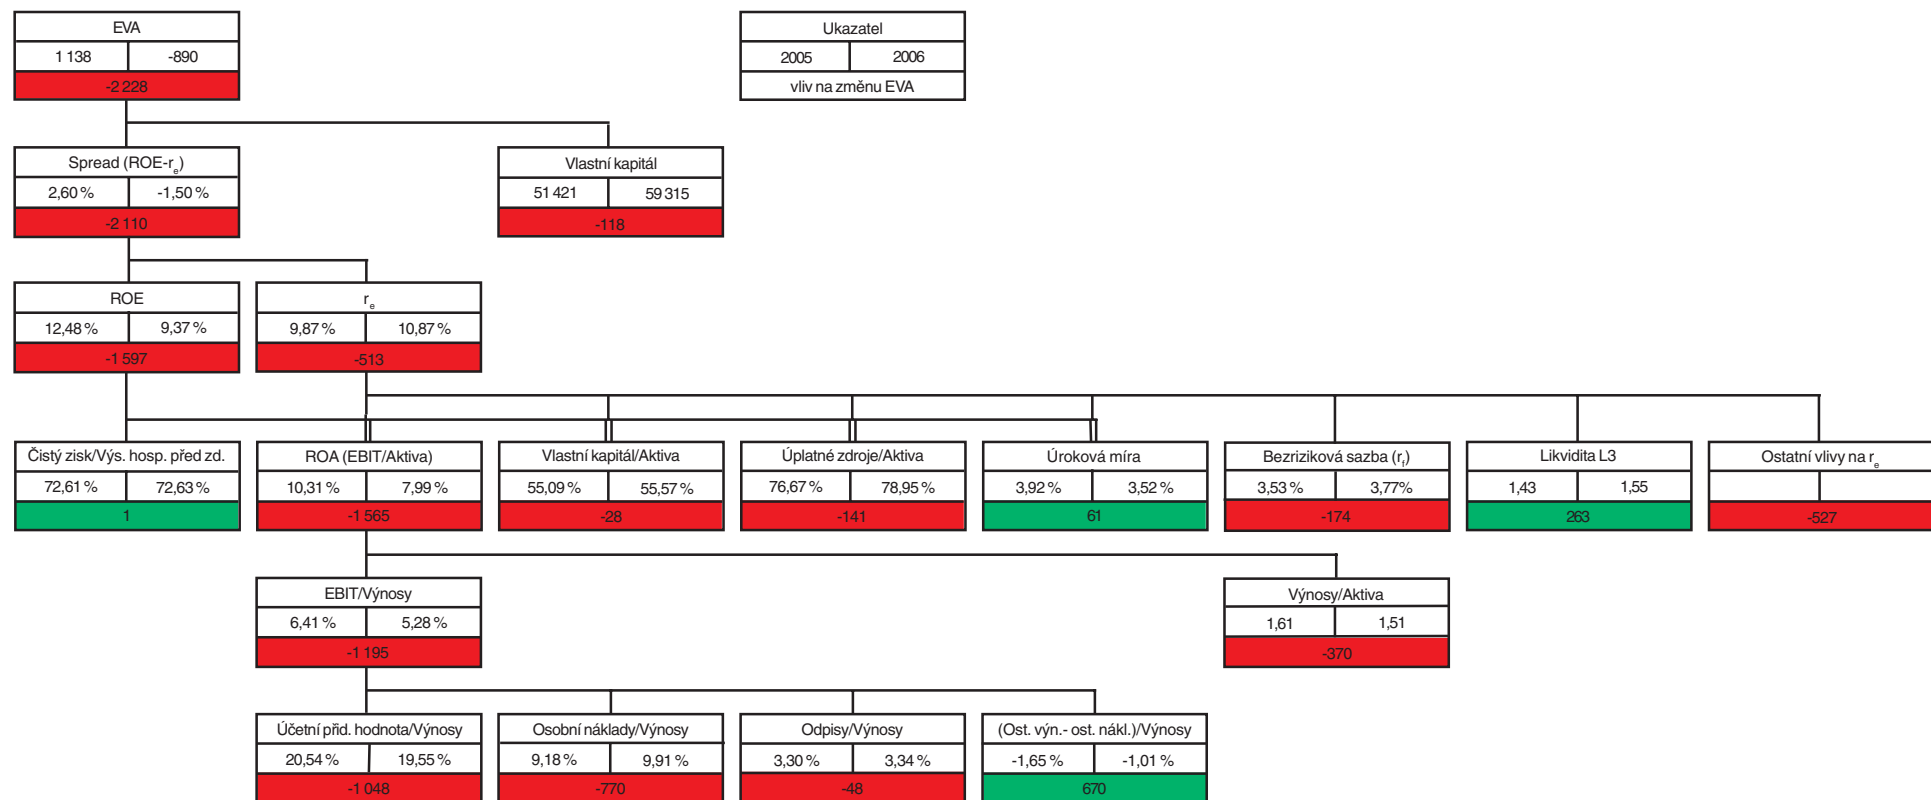 EVA
1 138 -890
-2 228
Ukazatel
2005 2006
vliv na změnu EVA
Spread (ROE-re)
2,60 % -1,50 %
-2 110
Vlastní kapitál
51 421 59 315
-118
ROE
12,48 % 9,37 %
-1 597
re
9,87 % 10,87 %
-513
Čistý zisk/Výs. hosp. před zd.
72,61 % 72,63 %
1
ROA (EBIT/Aktiva)
10,31 % 7,99 %
-1 565
Vlastní kapitál/Aktiva
55,09 % 55,57 %
-28
Úplatné zdroje/Aktiva
76,67 % 78,95 %
-141
Úroková míra
3,92 % 3,52 %
61
Bezriziková sazba (rf)
3,53 % 3,77%
-174
Likvidita L3
1,43 1,55
263
Ostatní vlivy na re
-527
EBIT/Výnosy
6,41 % 5,28 %
-1 195
Výnosy/Aktiva
1,61 1,51
-370
Účetní přid. hodnota/Výnosy
20,54 % 19,55 %
-1 048
Osobní náklady/Výnosy
9,18 % 9,91 %
-770
Odpisy/Výnosy
3,30 % 3,34 %
-48
(Ost. výn.- ost. nákl.)/Výnosy
-1,65 % -1,01 %
670